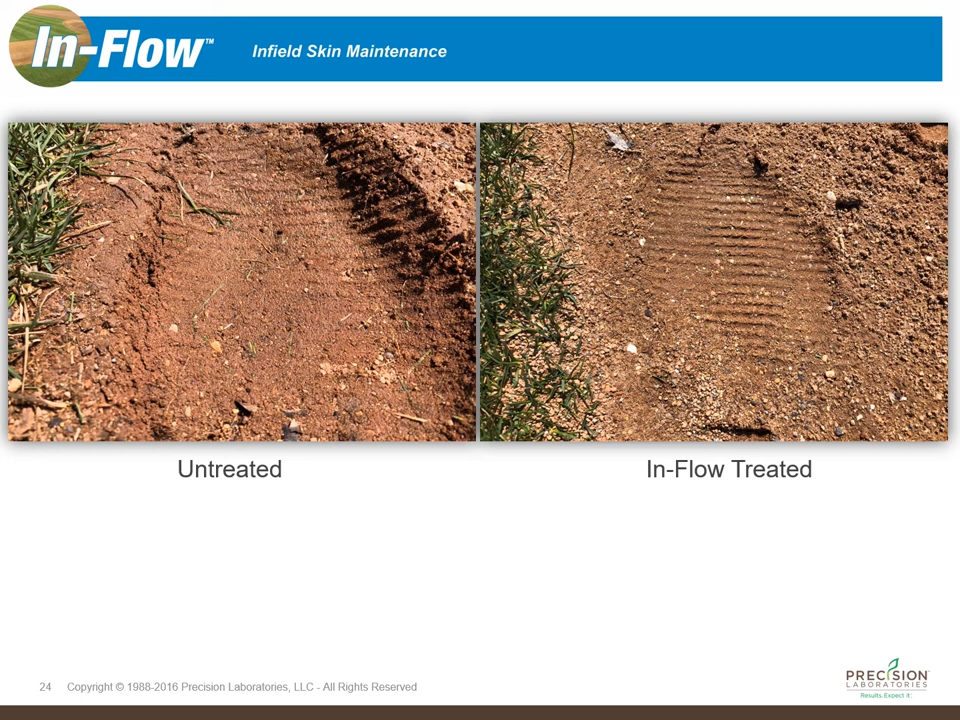 In-Flow™
Infield Skin Maintenance
Untreated
In-Flow Treated
24 Copyright © 1988-2016 Precision Laboratories, LLC - All Rights Reserved
PRECISION
LABORATORIES
Results. Expect it.